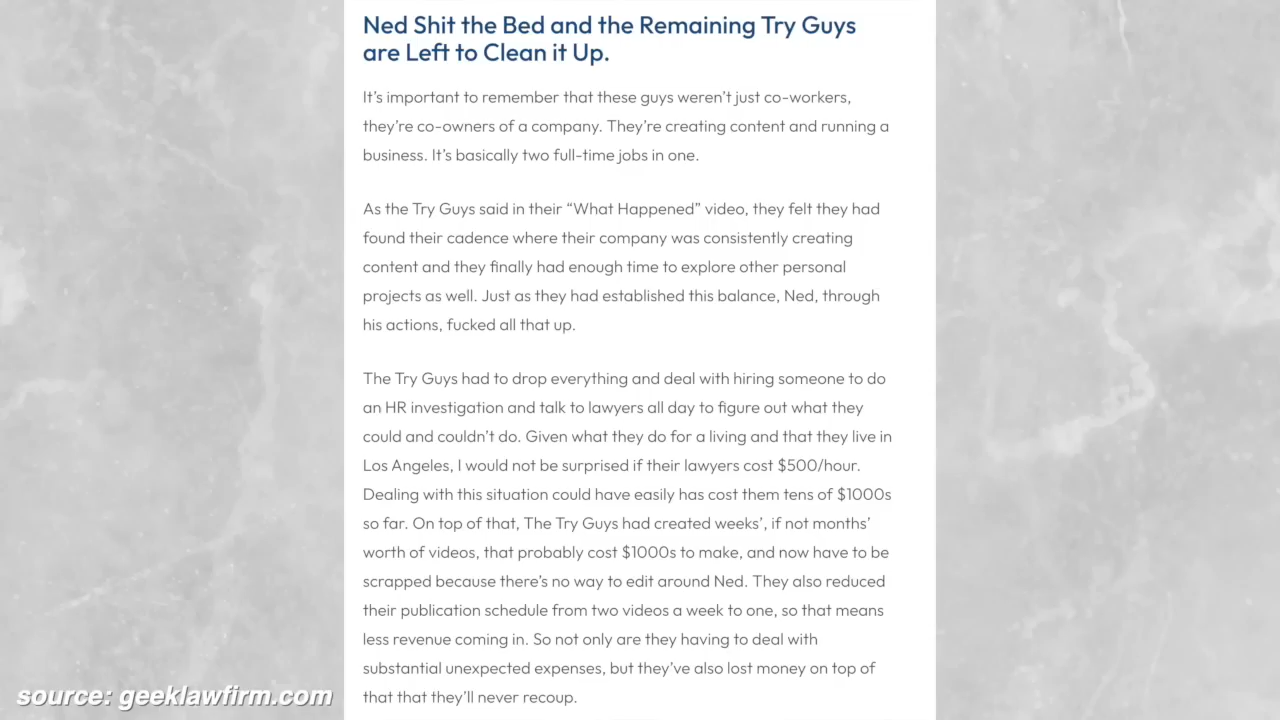 Ned Shit the Bed and the Remaining Try Guys
are Left to Clean it Up.
It's important to remember that these guys weren't just co-workers,
they're co-owners of a company. They're creating content and running a
business. It's basically two full-time jobs in one.
As the Try Guys said in their “What Happened” video, they felt they had
found their cadence where their company was consistently creating
content and they finally had enough time to explore other personal
projects as well. Just as they had established this balance, Ned, through
his actions, fucked all that up.
The Try Guys had to drop everything and deal with hiring someone to do
an HR investigation and talk to lawyers all day to figure out what they
could and couldn't do. Given what they do for a living and that they live in
Los Angeles, I would not be surprised if their lawyers cost $500/hour.
Dealing with this situation could have easily has cost them tens of $1000s
so far. On top of that, The Try Guys had created weeks', if not months'
worth of videos, that probably cost $1000s to make, and now have to be
scrapped because there's no way to edit around Ned. They also reduced
their publication schedule from two videos a week to one, so that means
less revenue coming in. So not only are they having to deal with
substantial unexpected expenses, but they've also lost money on top of
that that they'll never recoup.
source: geeklawfirm.com